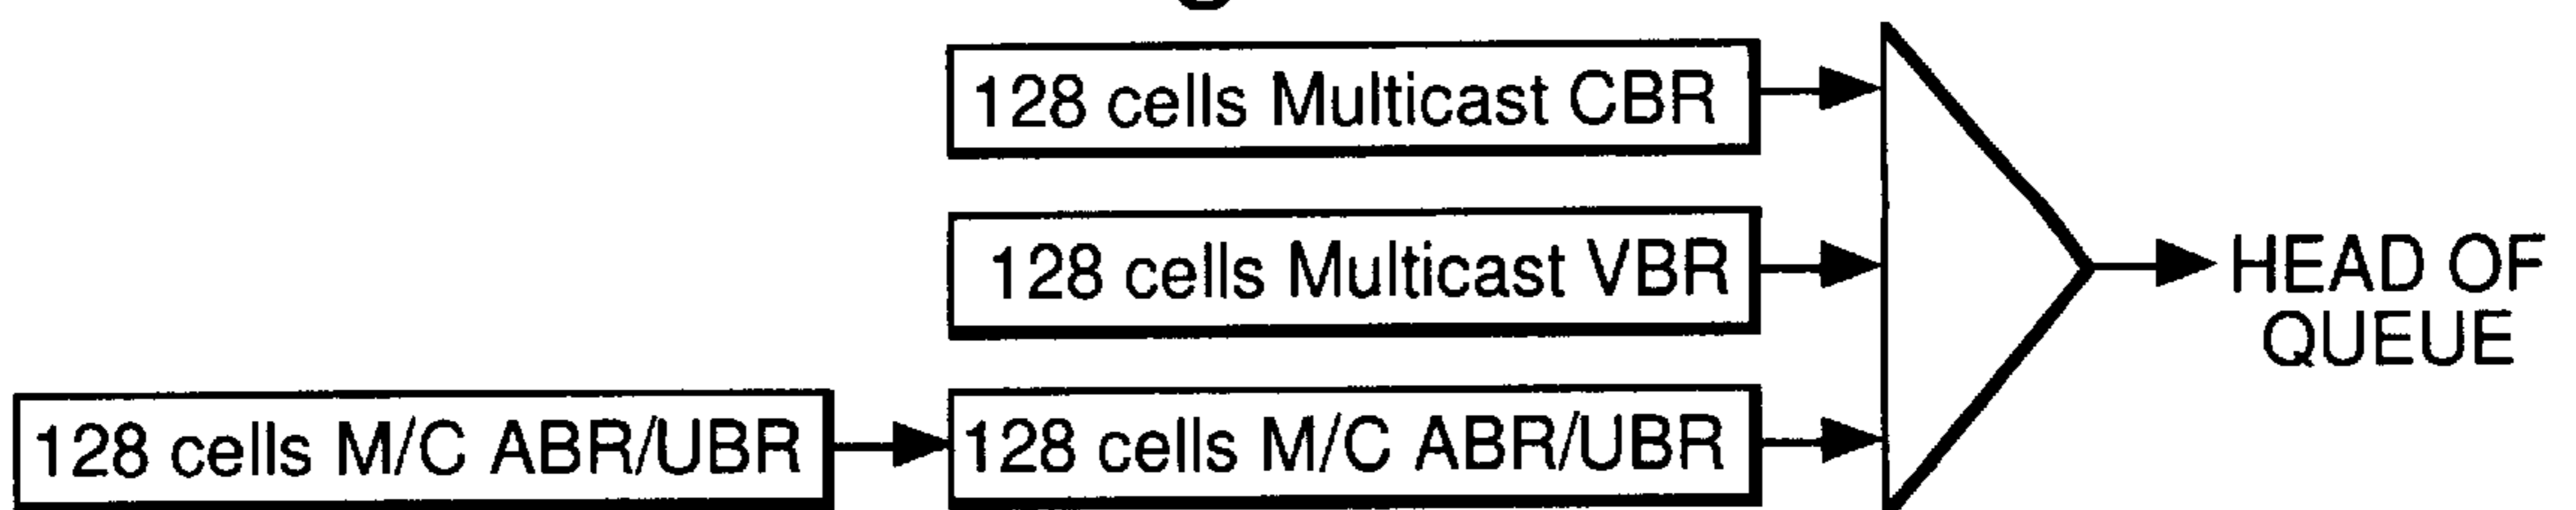 128 cells Multicast CBR
128 cells Multicast VBR
HEAD OF
QUEUE
128 cells M/C ABR/UBR
128 cells M/C ABR/UBR